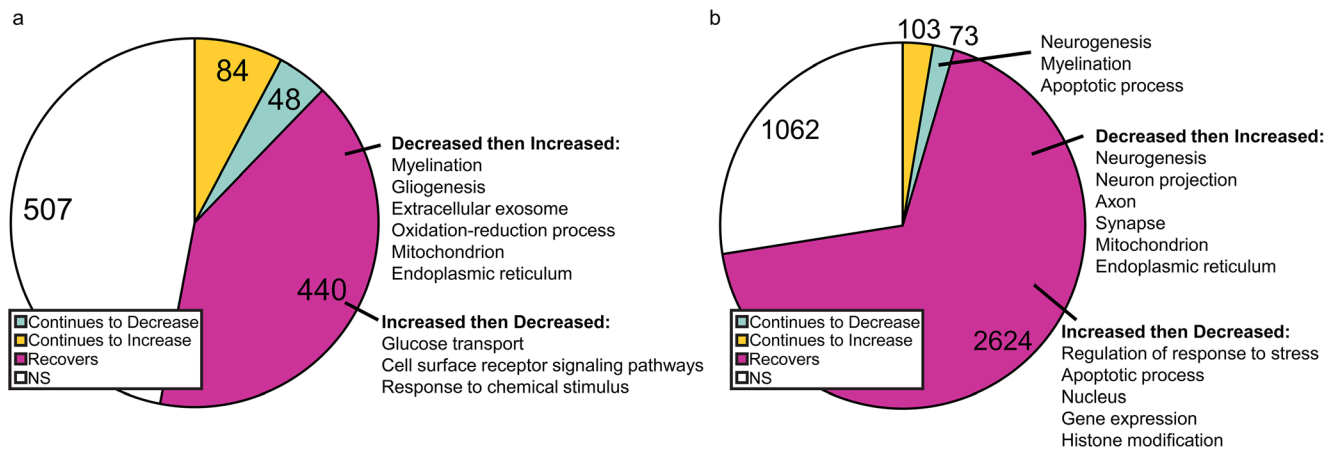 a
84
48
507
440
Decreased then Increased:
Myelination
Gliogenesis
Extracellular exosome
Oxidation-reduction process
Mitochondrion
Endoplasmic reticulum
Increased then Decreased:
Glucose transport
Cell surface receptor signaling pathways
Response to chemical stimulus
Continues to Decrease
Continues to Increase
Recovers
NS
b
103
73
1062
2624
Neurogenesis
Myelination
Apoptotic process
Decreased then Increased:
Neurogenesis
Neuron projection
Axon
Synapse
Mitochondrion
Endoplasmic reticulum
Increased then Decreased:
Regulation of response to stress
Apoptotic process
Nucleus
Gene expression
Histone modification
Continues to Decrease
Continues to Increase
Recovers
NS